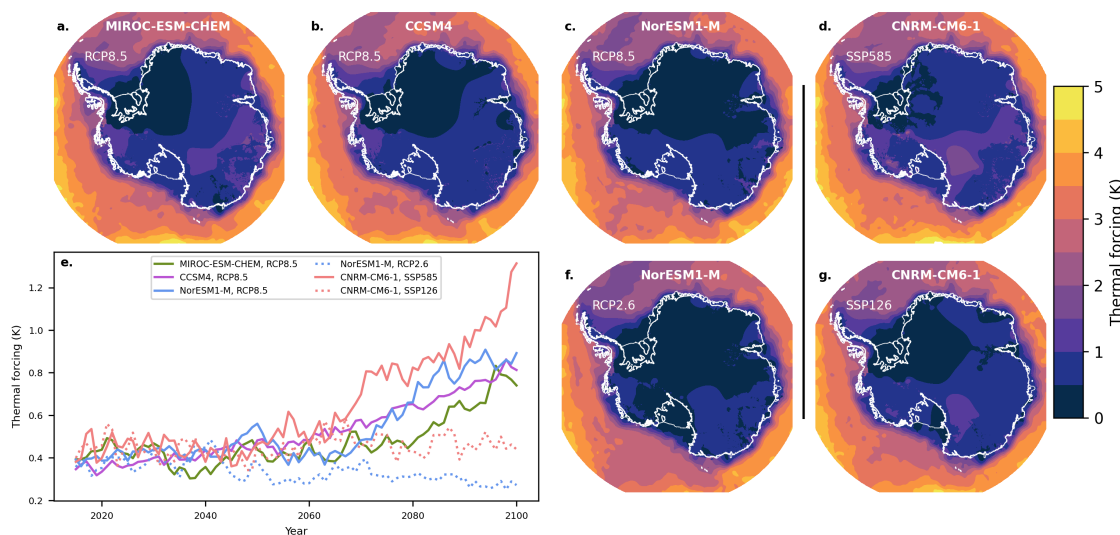 a. MIROC-ESM-CHEM
RCP8.5
b. CCSM4
RCP8.5
c. NorESM1-M
RCP8.5
d. CNRM-CM6-1
SSP585
5
4
3
2
1
0
Thermal forcing (K)
e.
MIROC-ESM-CHEM, RCP8.5
CCSM4, RCP8.5
NorESM1-M, RCP8.5
NorESM1-M, RCP2.6
CNRM-CM6-1, SSP585
CNRM-CM6-1, SSP126
Thermal forcing (K)
1.2
1.0
0.8
0.6
0.4
0.2
2020
2040
2060
2080
2100
Year
f. NorESM1-M
RCP2.6
g. CNRM-CM6-1
SSP126